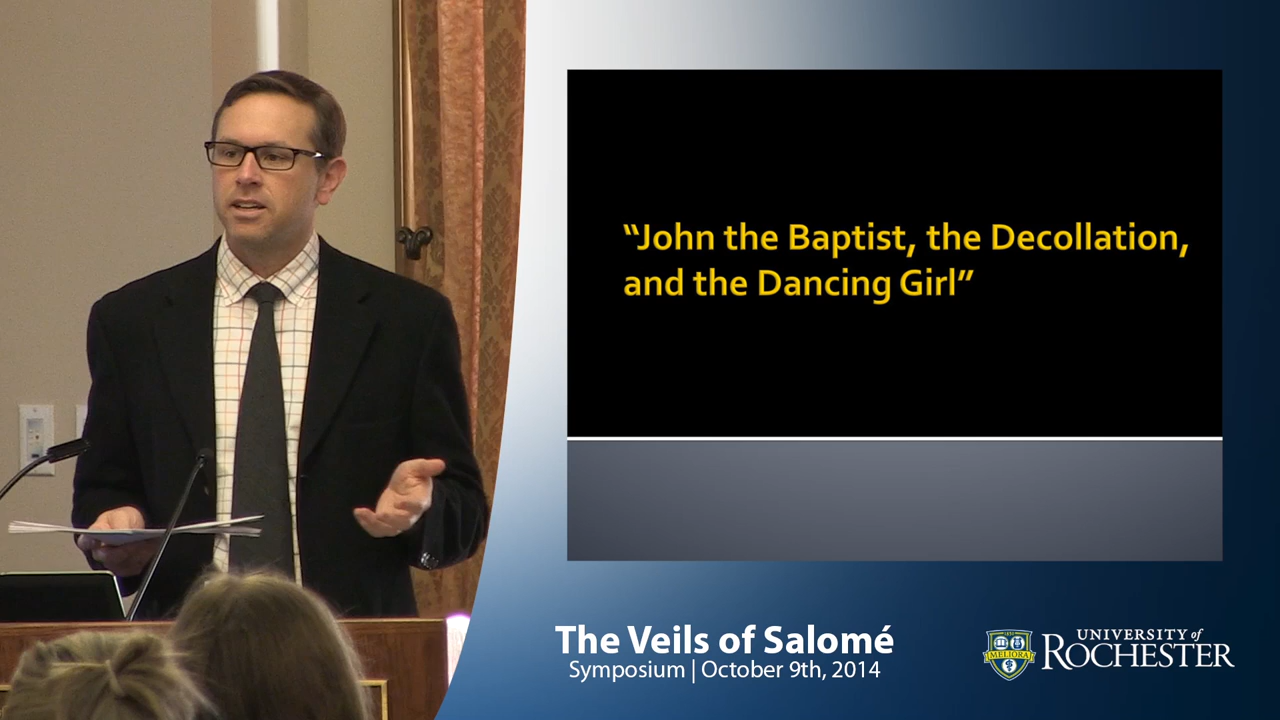 “John the Baptist, the Decollation,
and the Dancing Girl”
The Veils of Salomé
Symposium | October 9th, 2014
MELIORA
UNIVERSITY of
ROCHESTER